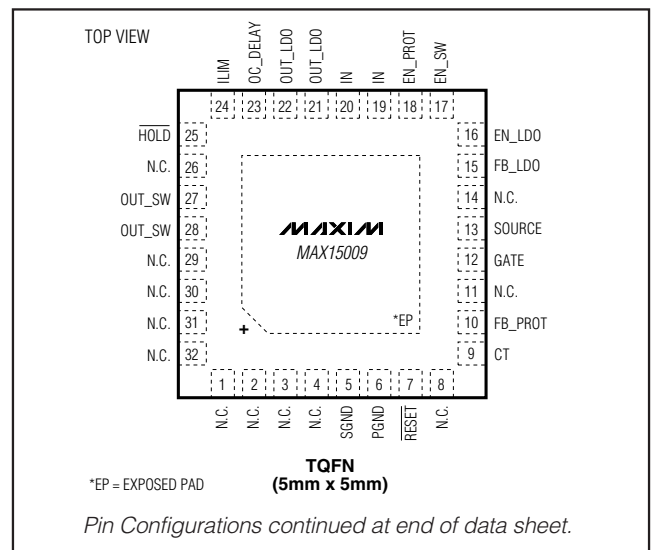 TOP VIEW
ILIM
OC_DELAY
OUT_LDO
OUT_LDO
IN
IN
EN_PROT
EN_SW
24 23 22 21 20 19 18 17
HOLD 25
N.C. 26
OUT_SW 27
OUT_SW 28
N.C. 29
N.C. 30
N.C. 31
N.C. 32
16 EN_LDO
15 FB_LDO
14 N.C.
13 SOURCE
12 GATE
11 N.C.
10 FB_PROT
9 CT
MAXIM
MAX15009
+
*EP
1 2 3 4 5 6 7 8
N.C.
N.C.
N.C.
N.C.
SGND
PGND
RESET
N.C.
TQFN
(5mm x 5mm)
*EP = EXPOSED PAD
Pin Configurations continued at end of data sheet.